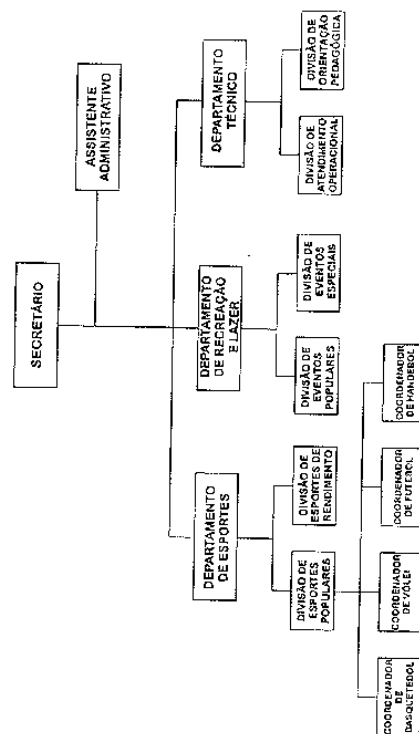 SECRETÁRIO
ASSISTENTE
ADMINISTRATIVO
DEPARTAMENTO
DE ESPORTES
DEPARTAMENTO
DE RECREAÇÃO
E LAZER
DEPARTAMENTO
TÉCNICO
DIVISÃO DE
ESPORTES
POPULARES
DIVISÃO DE
ESPORTES DE
RENDIMENTO
DIVISÃO DE
EVENTOS
POPULARES
DIVISÃO DE
EVENTOS
ESPECIAIS
DIVISÃO DE
ATENDIMENTO
OPERACIONAL
DIVISÃO DE
ORIENTAÇÃO
PEDAGÓGICA
COORDENADOR
DE
BASQUETEBOL
COORDENADOR
DE VÔLEI
COORDENADOR
DE FUTEBOL
COORDENADOR
DE HANDEBOL